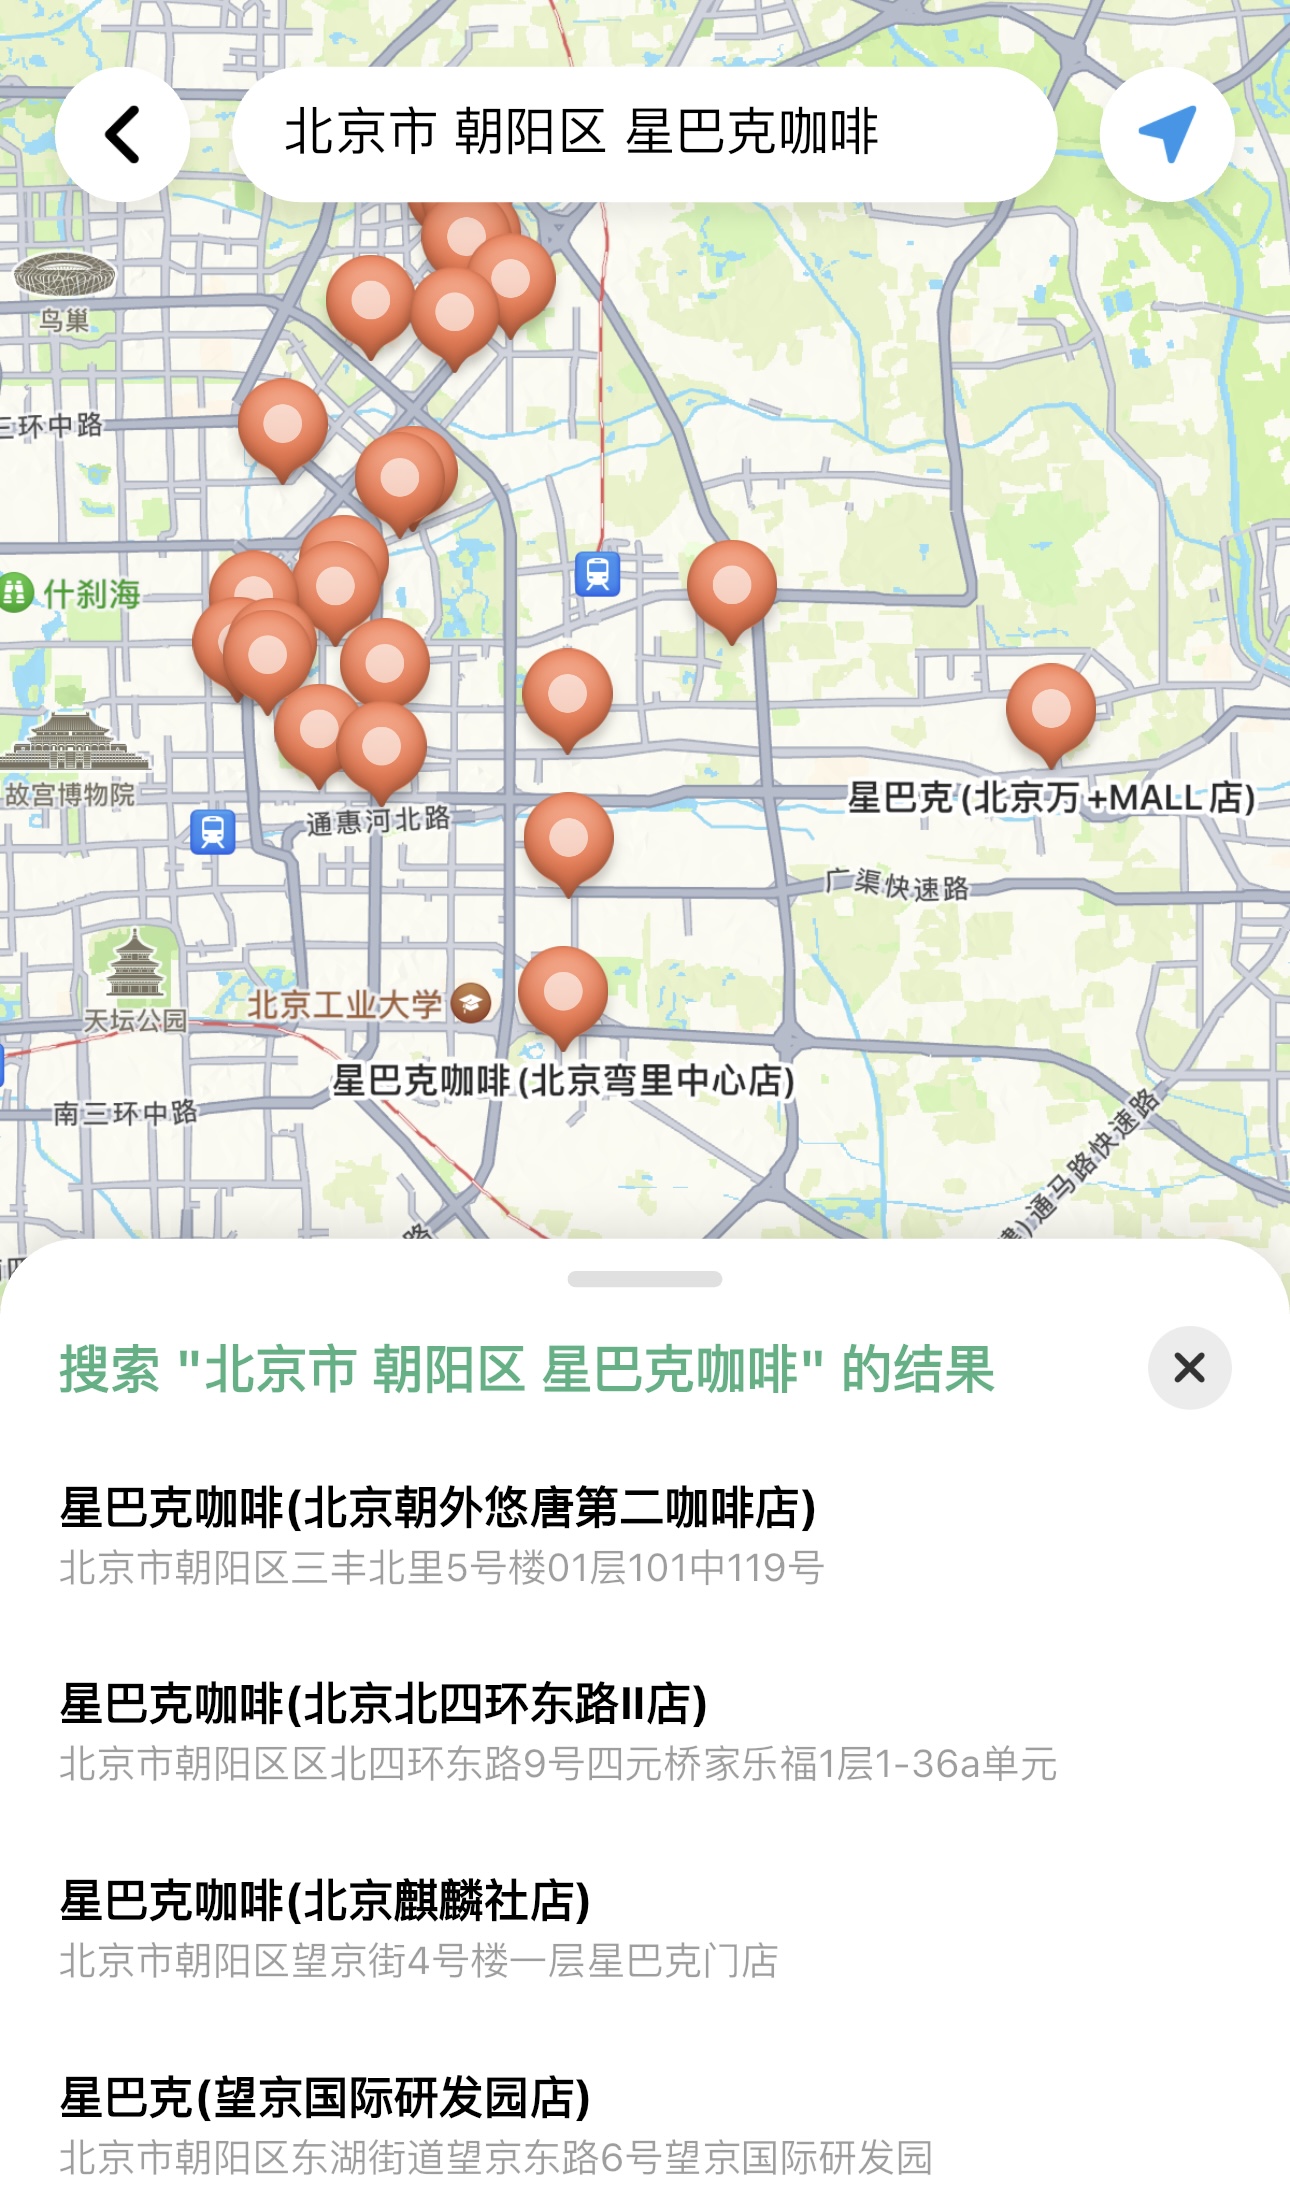 北京市 朝阳区 星巴克咖啡
鸟巢
三环中路
什刹海
故宫博物院
星巴克(北京万+MALL店)
通惠河北路
广渠快速路
天坛公园
北京工业大学
星巴克咖啡(北京弯里中心店)
南三环中路
通马路快速路
路
搜索 "北京市 朝阳区 星巴克咖啡" 的结果
星巴克咖啡(北京朝外悠唐第二咖啡店)
北京市朝阳区三丰北里5号楼01层101中119号
星巴克咖啡(北京北四环东路II店)
北京市朝阳区区北四环东路9号四元桥家乐福1层1-36a单元
星巴克咖啡(北京麒麟社店)
北京市朝阳区望京街4号楼一层星巴克门店
星巴克(望京国际研发园店)
北京市朝阳区东湖街道望京东路6号望京国际研发园